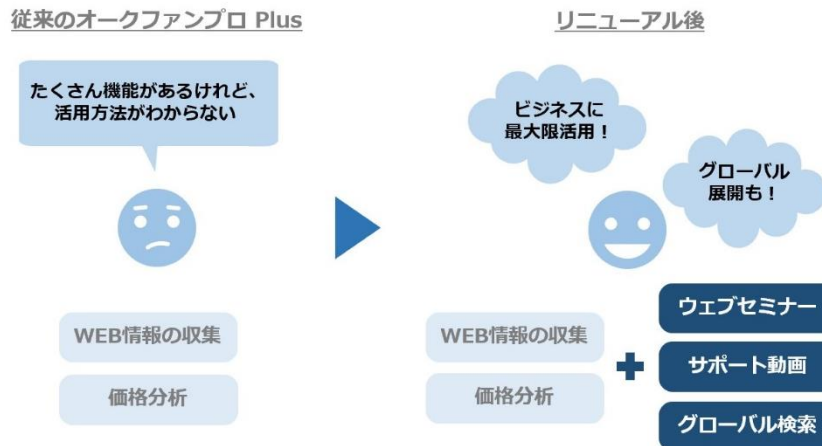 従来のオークファンプロ Plus
たくさん機能があるけれど、
活用方法がわからない
WEB情報の収集
価格分析
リニューアル後
ビジネスに
最大限活用！
グローバル
展開も！
WEB情報の収集
価格分析
ウェブセミナー
サポート動画
グローバル検索